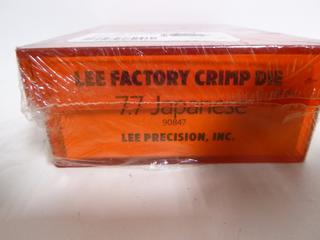 LEE FACTORY CRIMP DIE
7.7 Japanese
90847
LEE PRECISION, INC.